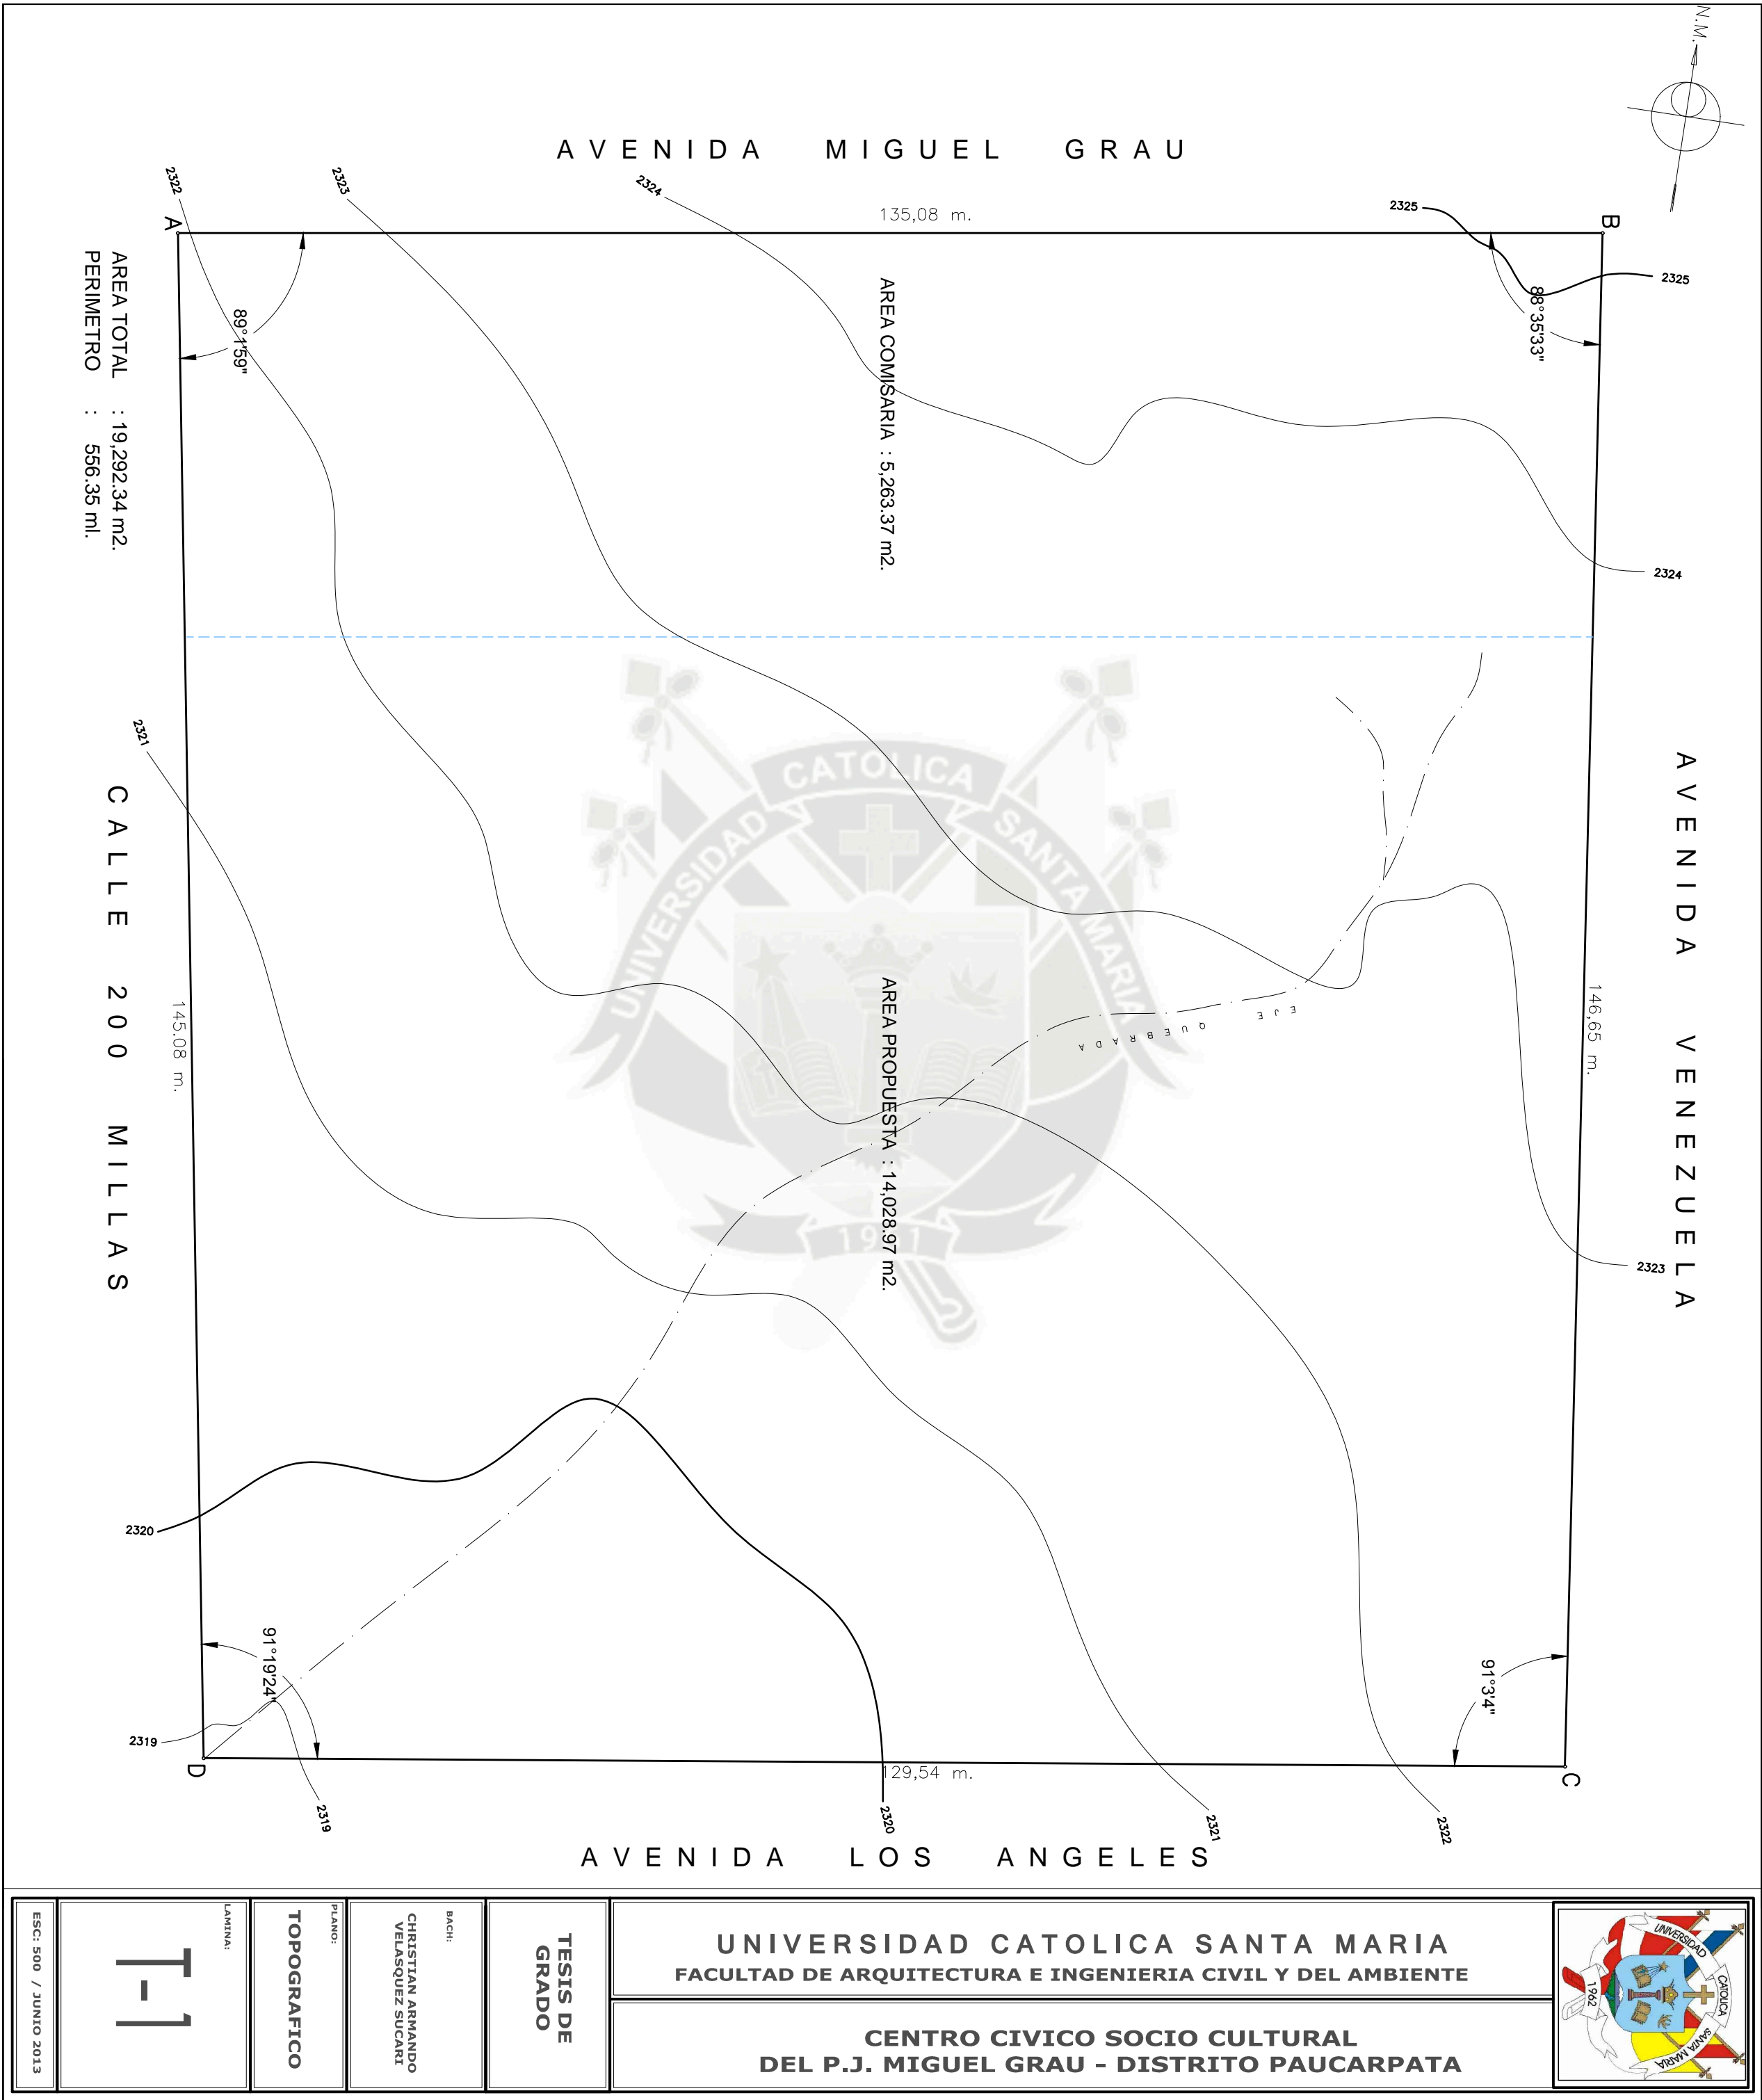 N.M.
AVENIDA MIGUEL GRAU
2322
2323
2324
2325
2325
135,08 m.
A
B
89°1'59"
88°35'33"
AREA TOTAL : 19,292.34 m2.
PERIMETRO : 556.35 ml.
AREA COMISARIA : 5,263.37 m2.
2324
2321
CALLE 200 MILLAS
145.08 m.
AVENIDA VENEZUELA
146,65 m.
UNIVERSIDAD CATOLICA SANTA MARIA
1961
EJE QUEBRADA
AREA PROPUESTA : 14,028.97 m2.
2323
2320
91°19'24"
91°3'4"
2319
D
C
129,54 m.
2319
2320
2321
2322
AVENIDA LOS ANGELES
ESC: 500 / JUNIO 2013
LAMINA:
T-1
PLANO:
TOPOGRAFICO
BACH:
CHRISTIAN ARMANDO
VELASQUEZ SUCARI
TESIS DE
GRADO
UNIVERSIDAD CATOLICA SANTA MARIA
FACULTAD DE ARQUITECTURA E INGENIERIA CIVIL Y DEL AMBIENTE
CENTRO CIVICO SOCIO CULTURAL
DEL P.J. MIGUEL GRAU - DISTRITO PAUCARPATA
UNIVERSIDAD CATOLICA SANTA MARIA
1962